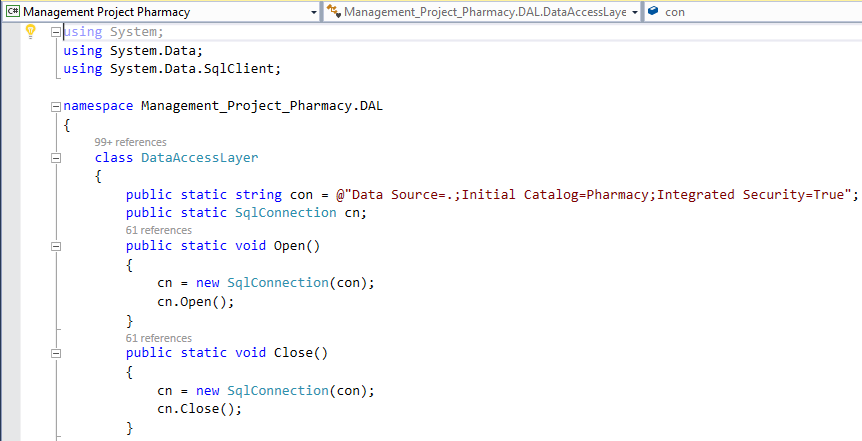 C# Management Project Pharmacy
Management_Project_Pharmacy.DAL.DataAccessLaye
con
using System;
using System.Data;
using System.Data.SqlClient;
namespace Management_Project_Pharmacy.DAL
{
99+ references
class DataAccessLayer
{
public static string con = @"Data Source=.;Initial Catalog=Pharmacy;Integrated Security=True";
public static SqlConnection cn;
61 references
public static void Open()
{
cn = new SqlConnection(con);
cn.Open();
}
61 references
public static void Close()
{
cn = new SqlConnection(con);
cn.Close();
}